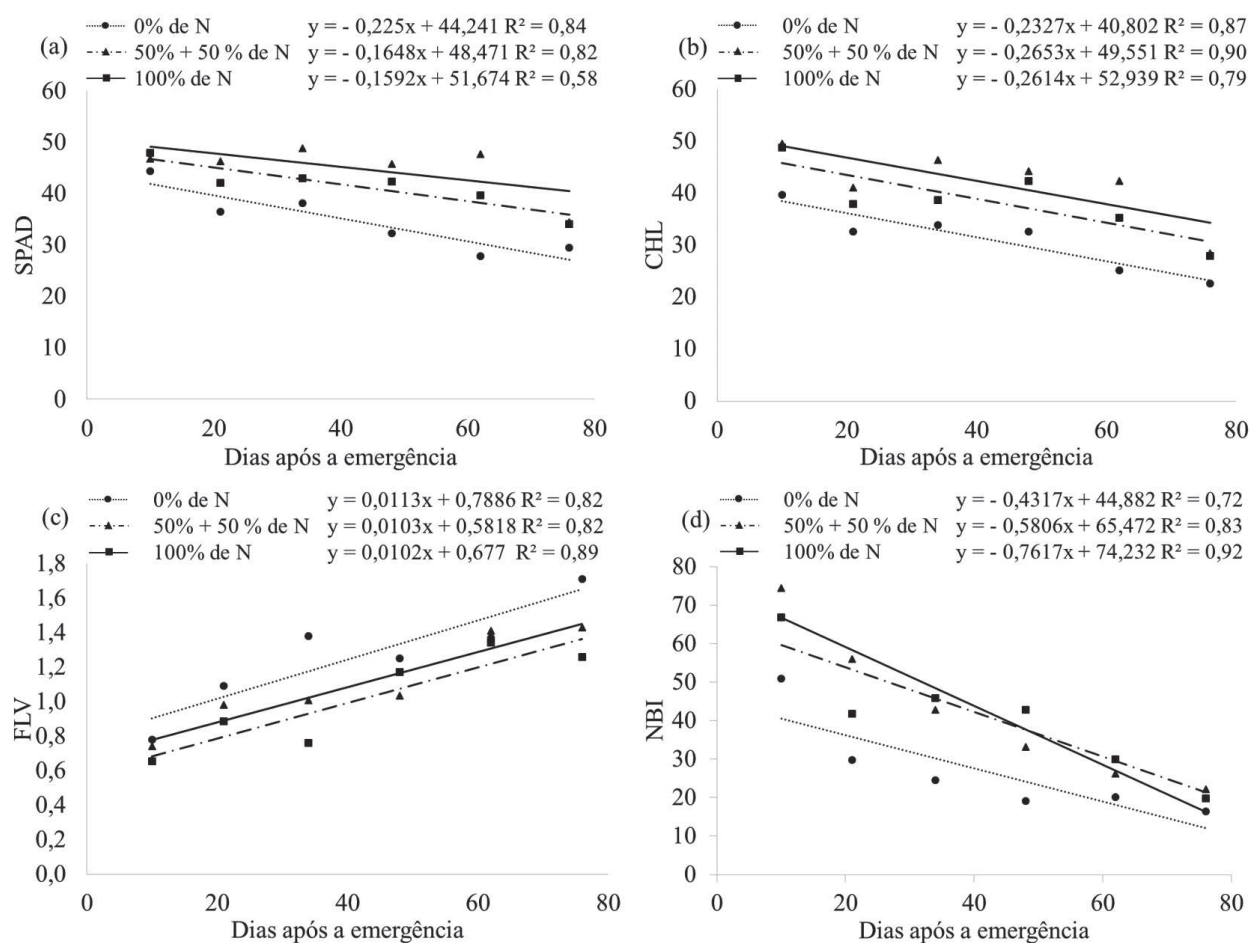 (a)
0% de N y = - 0,225x + 44,241 R² = 0,84
50% + 50 % de N y = - 0,1648x + 48,471 R² = 0,82
100% de N y = - 0,1592x + 51,674 R² = 0,58
60
50
40
30
20
10
0
SPAD
0 20 40 60 80
Dias após a emergência
(b)
0% de N y = - 0,2327x + 40,802 R² = 0,87
50% + 50 % de N y = - 0,2653x + 49,551 R² = 0,90
100% de N y = - 0,2614x + 52,939 R² = 0,79
60
50
40
30
20
10
0
CHL
0 20 40 60 80
Dias após a emergência
(c)
0% de N y = 0,0113x + 0,7886 R² = 0,82
50% + 50 % de N y = 0,0103x + 0,5818 R² = 0,82
100% de N y = 0,0102x + 0,677 R² = 0,89
1,8
1,6
1,4
1,2
1,0
0,8
0,6
0,4
0,2
0,0
FLV
0 20 40 60 80
Dias após a emergência
(d)
0% de N y = - 0,4317x + 44,882 R² = 0,72
50% + 50 % de N y = - 0,5806x + 65,472 R² = 0,83
100% de N y = - 0,7617x + 74,232 R² = 0,92
80
70
60
50
40
30
20
10
0
NBI
0 20 40 60 80
Dias após a emergência